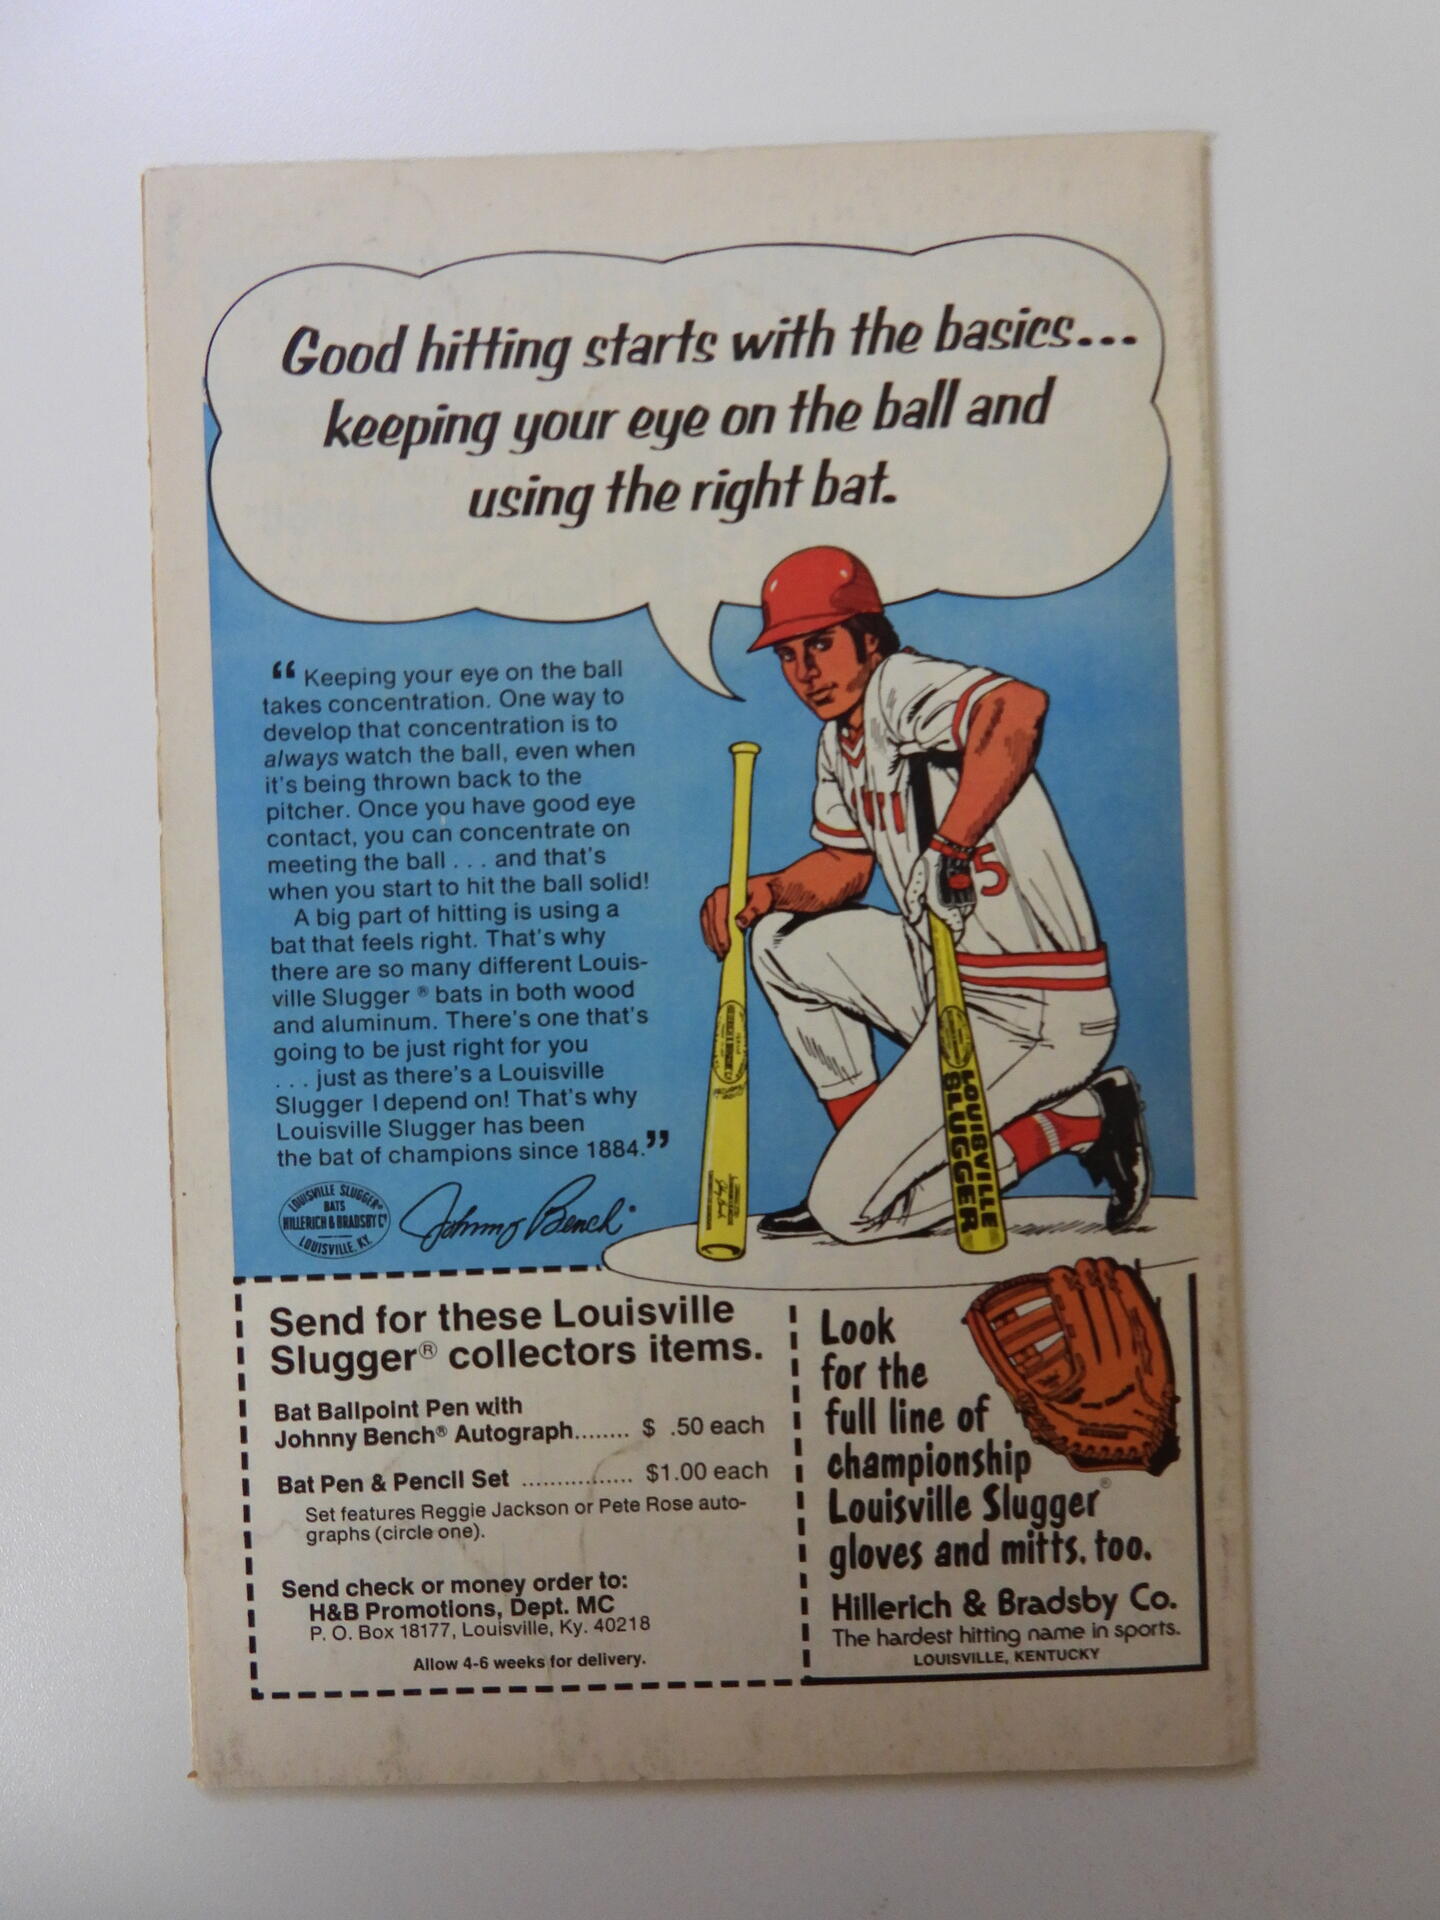 Good hitting starts with the basics...
keeping your eye on the ball and
using the right bat.
“ Keeping your eye on the ball
takes concentration. One way to
develop that concentration is to
always watch the ball, even when
it's being thrown back to the
pitcher. Once you have good eye
contact, you can concentrate on
meeting the ball . . . and that's
when you start to hit the ball solid!
A big part of hitting is using a
bat that feels right. That's why
there are so many different Louis-
ville Slugger ® bats in both wood
and aluminum. There's one that's
going to be just right for you
. . . just as there's a Louisville
Slugger I depend on! That's why
Louisville Slugger has been
the bat of champions since 1884.”
LOUISVILLE SLUGGER®
BATS
HILLERICH & BRADSBY Co
LOUISVILLE, KY.
Johnny Bench
5
LOUISVILLE
SLUGGER
Send for these Louisville
Slugger® collectors items.
Bat Ballpoint Pen with
Johnny Bench® Autograph........ $ .50 each
Bat Pen & Pencil Set ................ $1.00 each
Set features Reggie Jackson or Pete Rose auto-
graphs (circle one).
Send check or money order to:
H&B Promotions, Dept. MC
P. O. Box 18177, Louisville, Ky. 40218
Allow 4-6 weeks for delivery.
Look
for the
full line of
championship
Louisville Slugger®
gloves and mitts, too.
Hillerich & Bradsby Co.
The hardest hitting name in sports.
LOUISVILLE, KENTUCKY